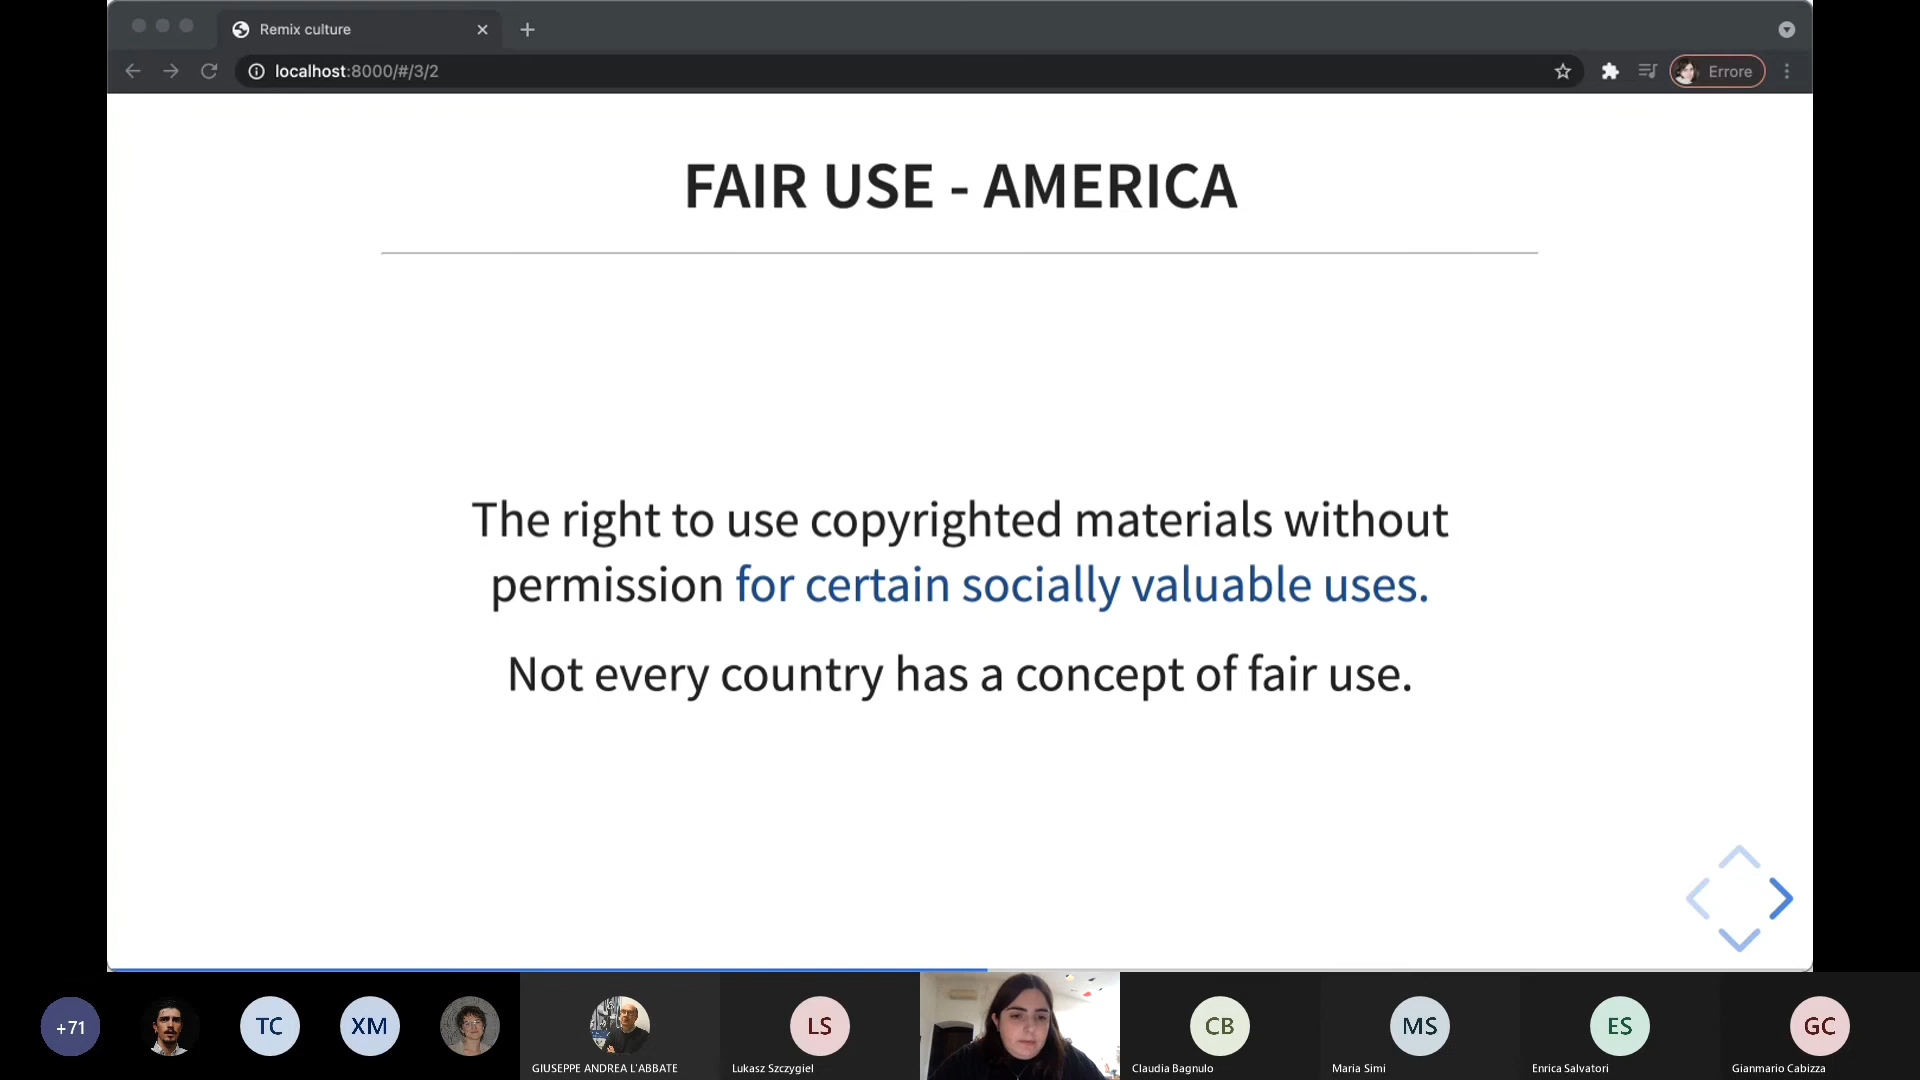 Remix culture
localhost:8000/#/3/2
Errore
FAIR USE - AMERICA
The right to use copyrighted materials without
permission for certain socially valuable uses.
Not every country has a concept of fair use.
+71
TC
XM
LS
CB
MS
ES
GC
GIUSEPPE ANDREA L'ABBATE
Lukasz Szczygiel
Claudia Bagnulo
Maria Simi
Enrica Salvatori
Gianmario Cabizza